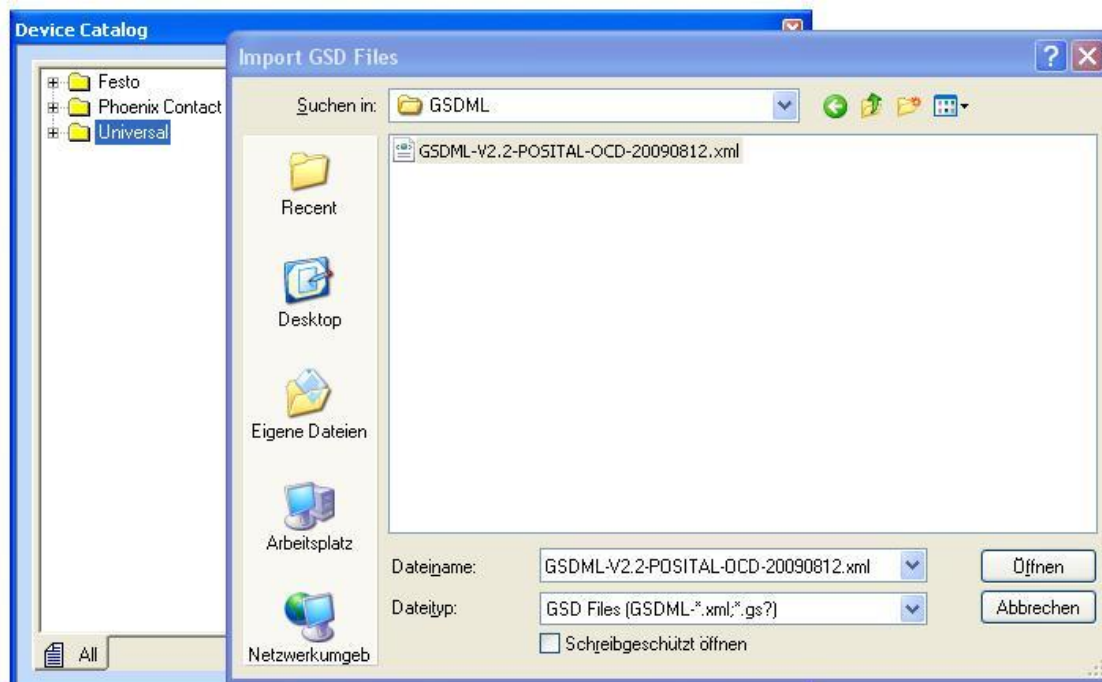 Device Catalog
Festo
Phoenix Contact
Universal
All
Import GSD Files
Suchen in:
GSDML
GSDML-V2.2-POSITAL-OCD-20090812.xml
Recent
Desktop
Eigene Dateien
Arbeitsplatz
Netzwerkumgeb
Dateiname:
GSDML-V2.2-POSITAL-OCD-20090812.xml
Öffnen
Dateityp:
GSD Files (GSDML-*.xml;*.gs?)
Abbrechen
Schreibgeschützt öffnen